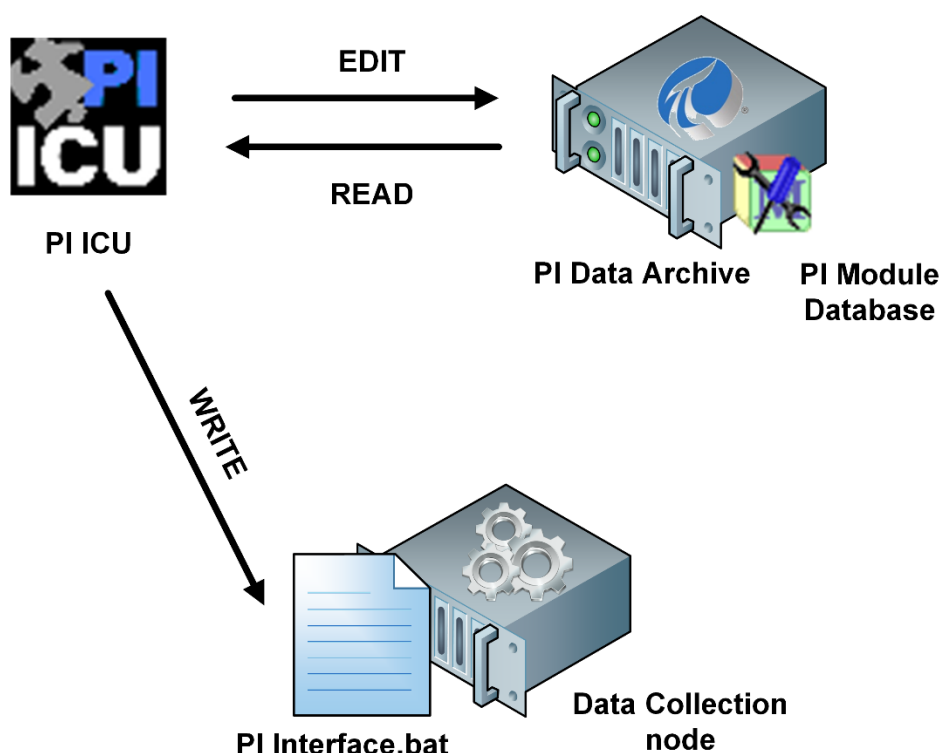 PI
ICU
EDIT
READ
PI ICU
M
PI Data Archive
PI Module
Database
WRITE
PI Interface.bat
Data Collection
node